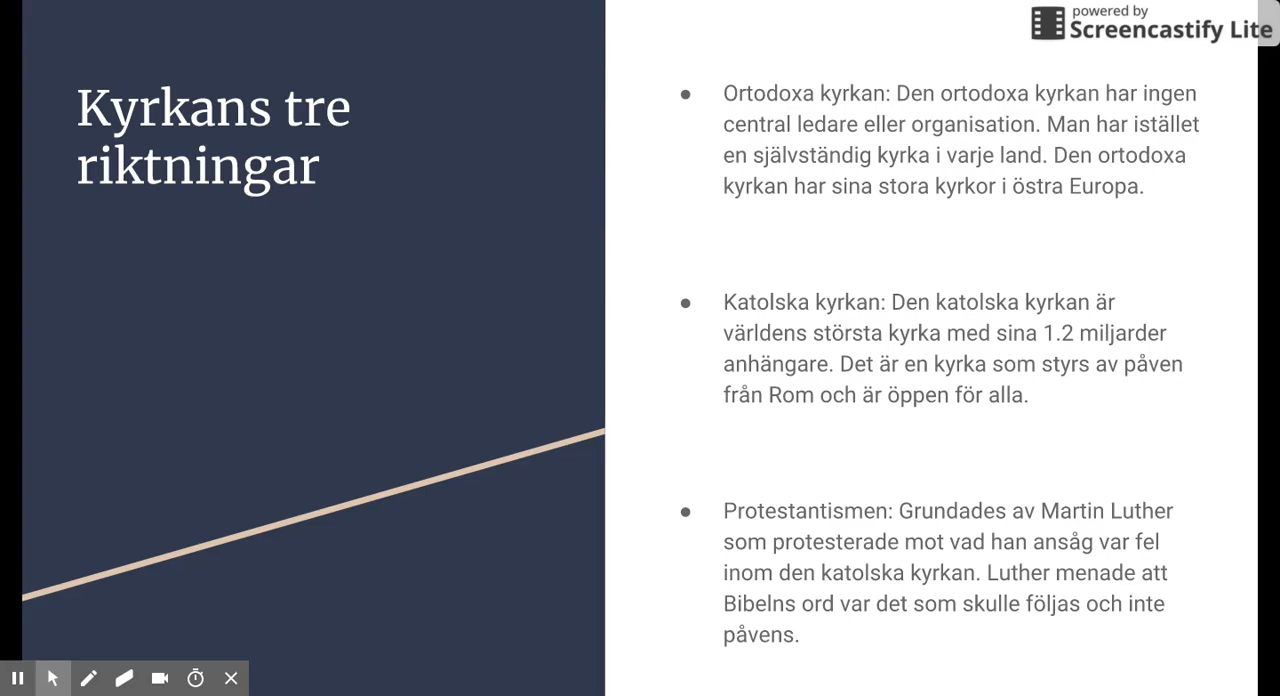 powered by
Screencastify Lite
Kyrkans tre
riktningar
● Ortodoxa kyrkan: Den ortodoxa kyrkan har ingen
central ledare eller organisation. Man har istället
en självständig kyrka i varje land. Den ortodoxa
kyrkan har sina stora kyrkor i östra Europa.
● Katolska kyrkan: Den katolska kyrkan är
världens största kyrka med sina 1.2 miljarder
anhängare. Det är en kyrka som styrs av påven
från Rom och är öppen för alla.
● Protestantismen: Grundades av Martin Luther
som protesterade mot vad han ansåg var fel
inom den katolska kyrkan. Luther menade att
Bibelns ord var det som skulle följas och inte
påvens.